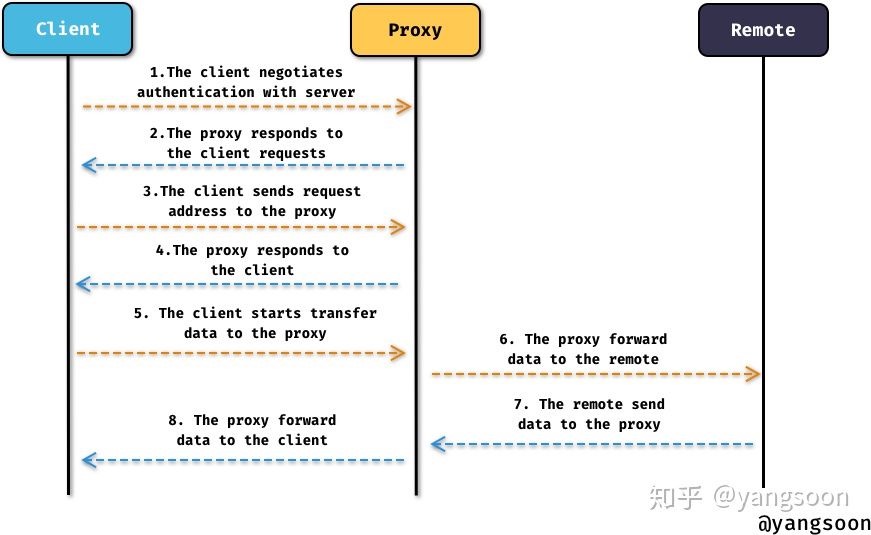 Client
Proxy
Remote
1.The client negotiates
authentication with server
2.The proxy responds to
the client requests
3.The client sends request
address to the proxy
4.The proxy responds to
the client
5. The client starts transfer
data to the proxy
6. The proxy forward
data to the remote
7. The remote send
data to the proxy
8. The proxy forward
data to the client
知乎 @yangsoon
@yangsoon